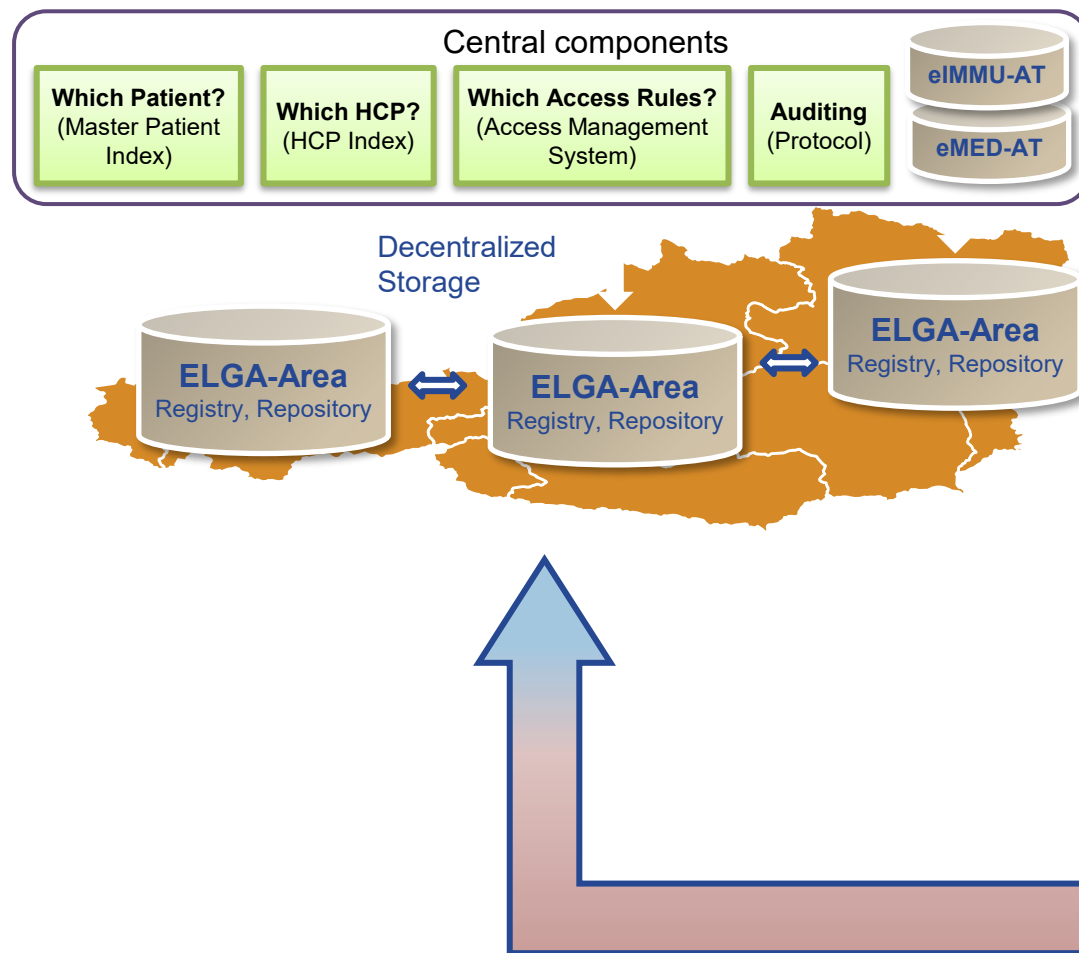 Central components
Which Patient?
(Master Patient
Index)
Which HCP?
(HCP Index)
Which Access Rules?
(Access Management
System)
Auditing
(Protocol)
eIMMU-AT
eMED-AT
Decentralized
Storage
ELGA-Area
Registry, Repository
ELGA-Area
Registry, Repository
ELGA-Area
Registry, Repository